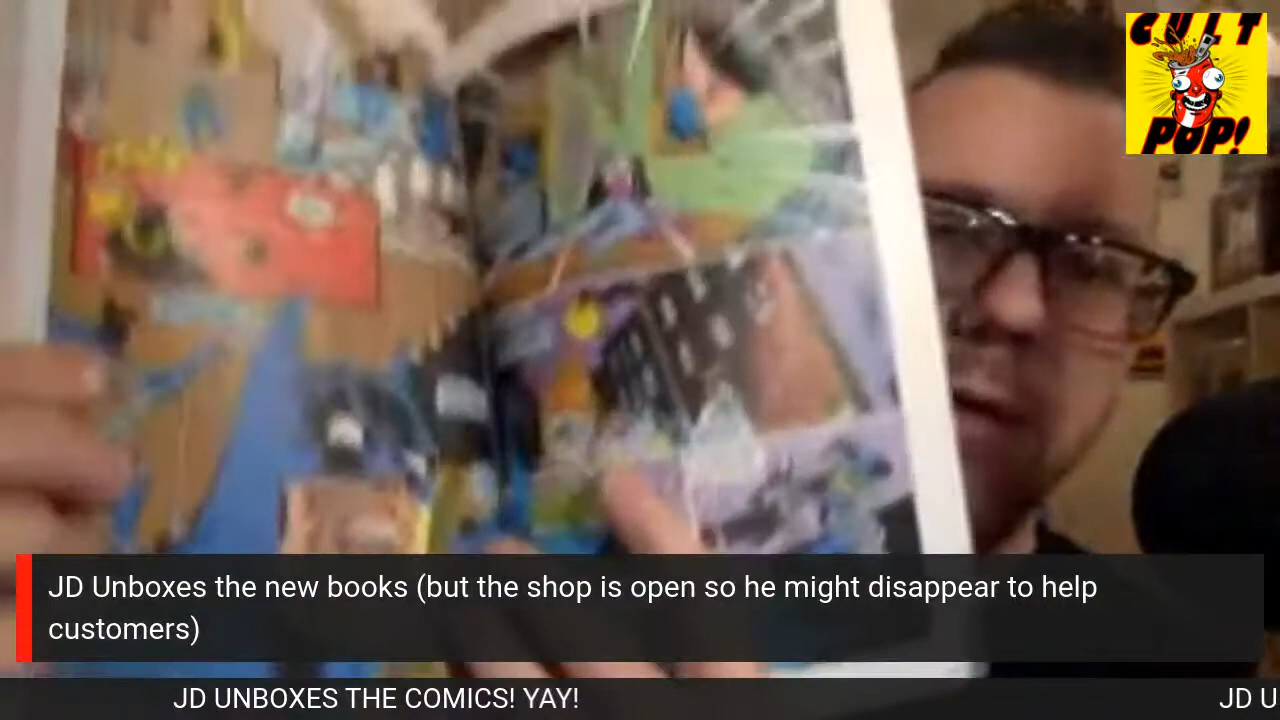 CULT
POP!
JD Unboxes the new books (but the shop is open so he might disappear to help
customers)
JD UNBOXES THE COMICS! YAY!
JD U